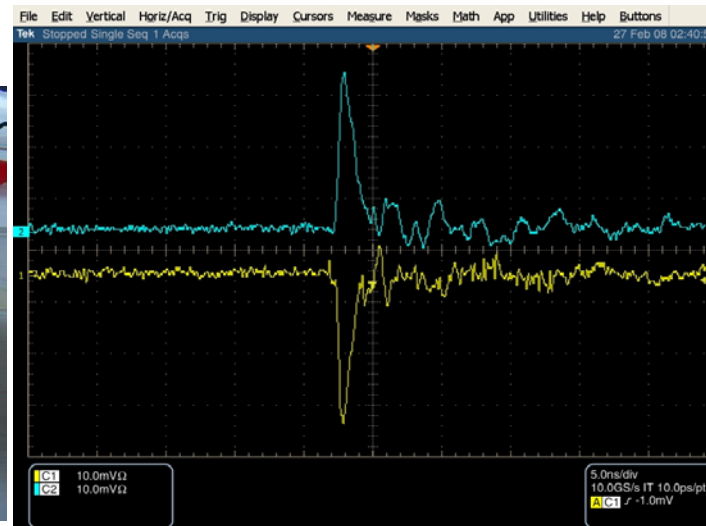 File Edit Vertical Horiz/Acq Trig Display Cursors Measure Masks Math App Utilities Help Buttons
Tek Stopped Single Seq 1 Acqs 27 Feb 08 02:40:5
2
1
C1 10.0mVΩ
C2 10.0mVΩ
5.0ns/div
10.0GS/s IT 10.0ps/pt
A C1 ƒ -1.0mV